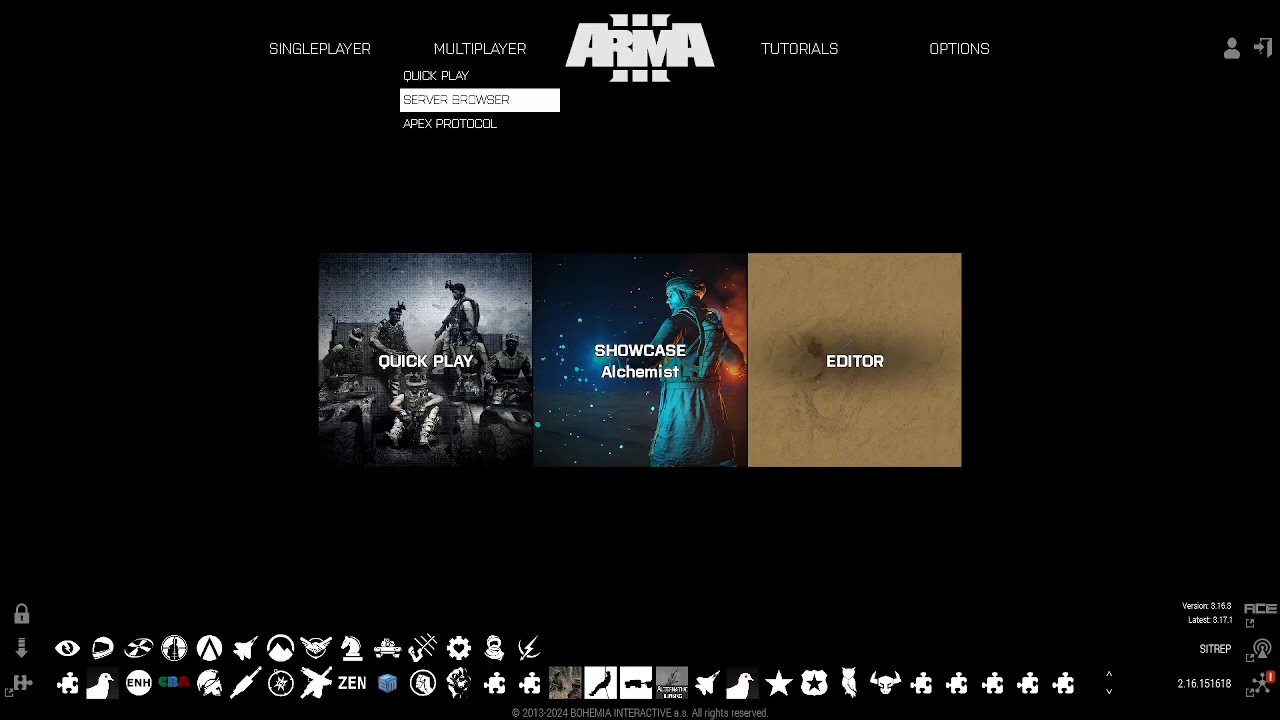 SINGLEPLAYER
MULTIPLAYER
ARMA
III
TUTORIALS
OPTIONS
QUICK PLAY
SERVER BROWSER
APEX PROTOCOL
QUICK PLAY
SHOWCASE
Alchemist
EDITOR
Version: 3.16.3
Latest: 3.17.1
ACE
SITREP
ENH
CBA
ZEN
2.16.151618
© 2013-2024 BOHEMIA INTERACTIVE a.s. All rights reserved.